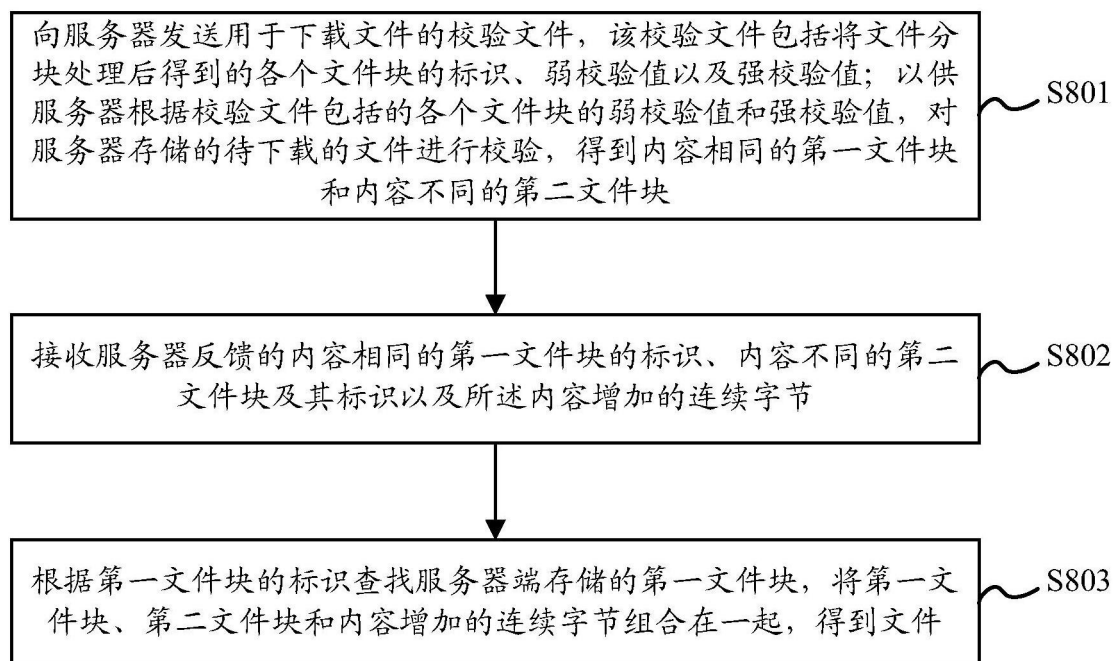 向服务器发送用于下载文件的校验文件，该校验文件包括将文件分
块处理后得到的各个文件块的标识、弱校验值以及强校验值；以供
服务器根据校验文件包括的各个文件块的弱校验值和强校验值，对
服务器存储的待下载的文件进行校验，得到内容相同的第一文件块
和内容不同的第二文件块
S801
接收服务器反馈的内容相同的第一文件块的标识、内容不同的第二
文件块及其标识以及所述内容增加的连续字节
S802
根据第一文件块的标识查找服务器端存储的第一文件块，将第一文
件块、第二文件块和内容增加的连续字节组合在一起，得到文件
S803